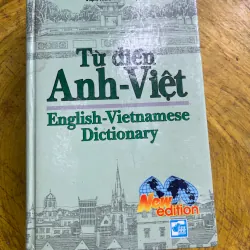 Từ điển
Anh-Việt
English-Vietnamese
Dictionary
New
edition